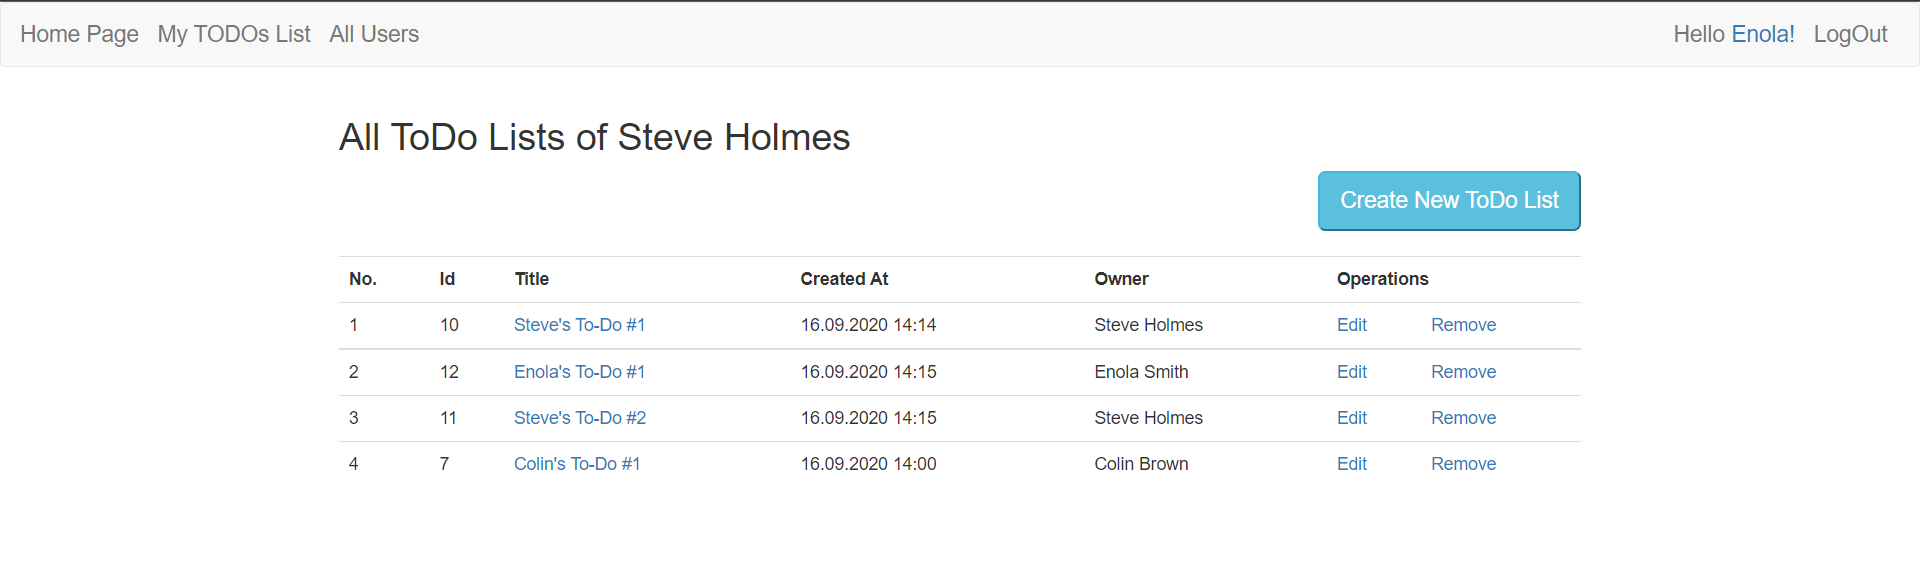 Home Page My TODOs List All Users Hello Enola! LogOut
All ToDo Lists of Steve Holmes
Create New ToDo List
No. Id Title Created At Owner Operations
1 10 Steve's To-Do #1 16.09.2020 14:14 Steve Holmes Edit Remove
2 12 Enola's To-Do #1 16.09.2020 14:15 Enola Smith Edit Remove
3 11 Steve's To-Do #2 16.09.2020 14:15 Steve Holmes Edit Remove
4 7 Colin's To-Do #1 16.09.2020 14:00 Colin Brown Edit Remove